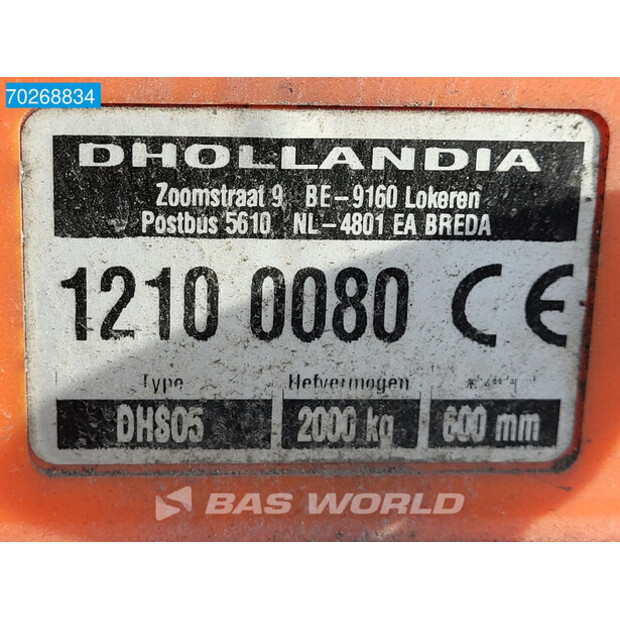 70268834
DHOLLANDIA
Zoomstraat 9 BE-9160 Lokeren
Postbus 5610 NL-4801 EA BREDA
1210 0080 CE
Type Hefvermogen
DHS05 2000 kg 600 mm
BAS WORLD